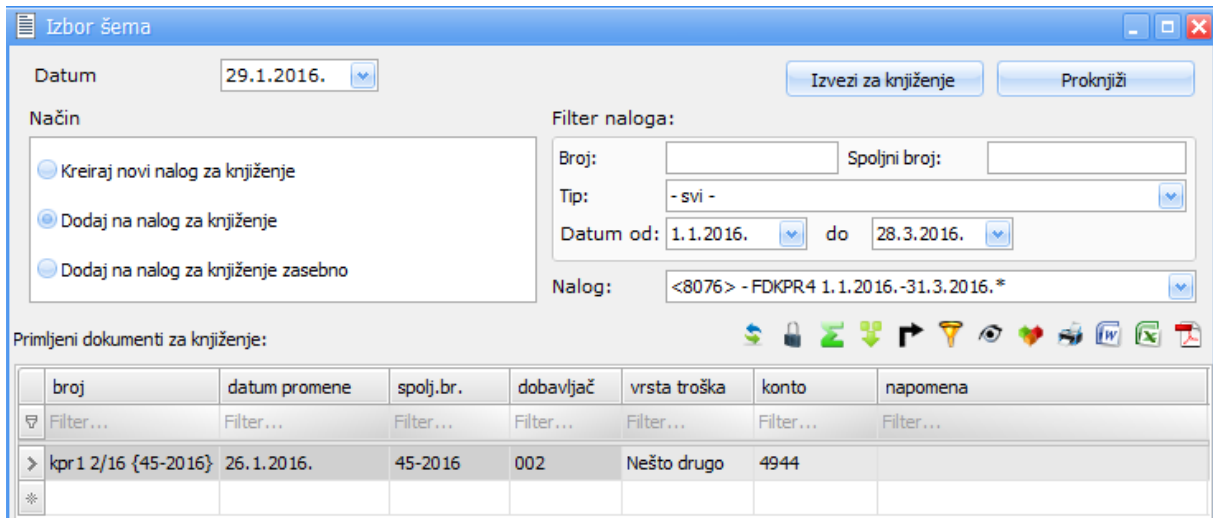 Izbor šema
Datum 29.1.2016. Izvezi za knjiženje Proknjiži
Način
Kreiraj novi nalog za knjiženje
Dodaj na nalog za knjiženje
Dodaj na nalog za knjiženje zasebno
Filter naloga:
Broj: Spoljni broj:
Tip: - svi -
Datum od: 1.1.2016. do 28.3.2016.
Nalog: <8076> - FDKPR4 1.1.2016.-31.3.2016.*
Primljeni dokumenti za knjiženje:
broj datum promene spolj.br. dobavljač vrsta troška konto napomena
Filter... Filter... Filter... Filter... Filter... Filter... Filter...
kpr1 2/16 {45-2016} 26.1.2016. 45-2016 002 Nešto drugo 4944